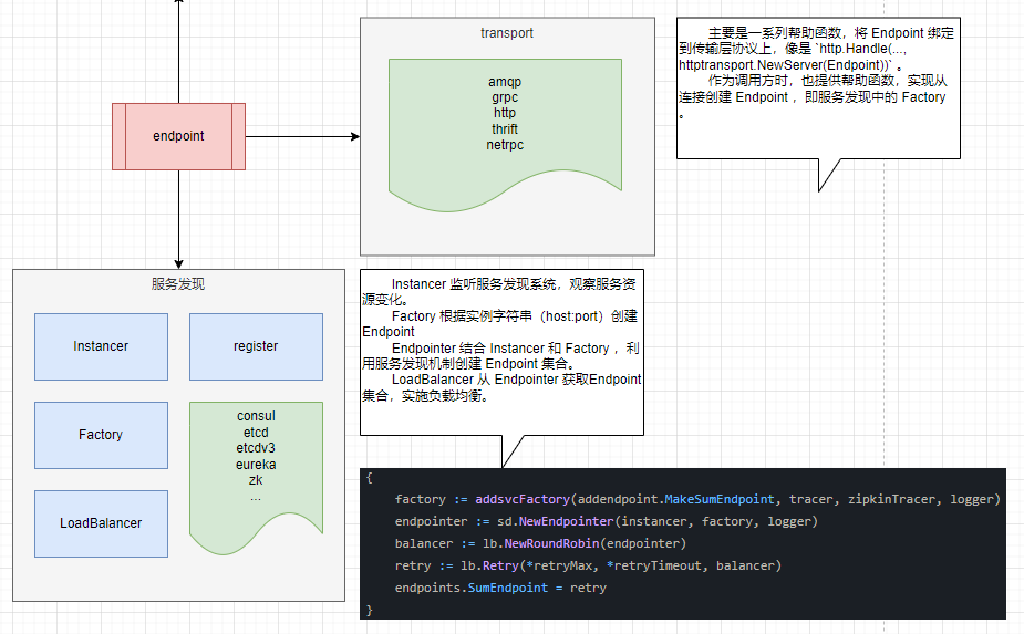 transport
amqp
grpc
http
thrift
netrpc
主要是一系列帮助函数，将 Endpoint 绑定
到传输层协议上，像是 `http.Handle(...,
httptransport.NewServer(Endpoint))` 。
作为调用方时，也提供帮助函数，实现从
连接创建 Endpoint ，即服务发现中的 Factory
。
endpoint
服务发现
Instancer
register
Factory
consul
etcd
etcdv3
eureka
zk
...
LoadBalancer
Instancer 监听服务发现系统，观察服务资
源变化。
Factory 根据实例字符串（host:port）创建
Endpoint
Endpointer 结合 Instancer 和 Factory ，利
用服务发现机制创建 Endpoint 集合。
LoadBalancer 从 Endpointer 获取Endpoint
集合，实施负载均衡。
{
factory := addsvcFactory(addendpoint.MakeSumEndpoint, tracer, zipkinTracer, logger)
endpointer := sd.NewEndpointer(instancer, factory, logger)
balancer := lb.NewRoundRobin(endpointer)
retry := lb.Retry(*retryMax, *retryTimeout, balancer)
endpoints.SumEndpoint = retry
}